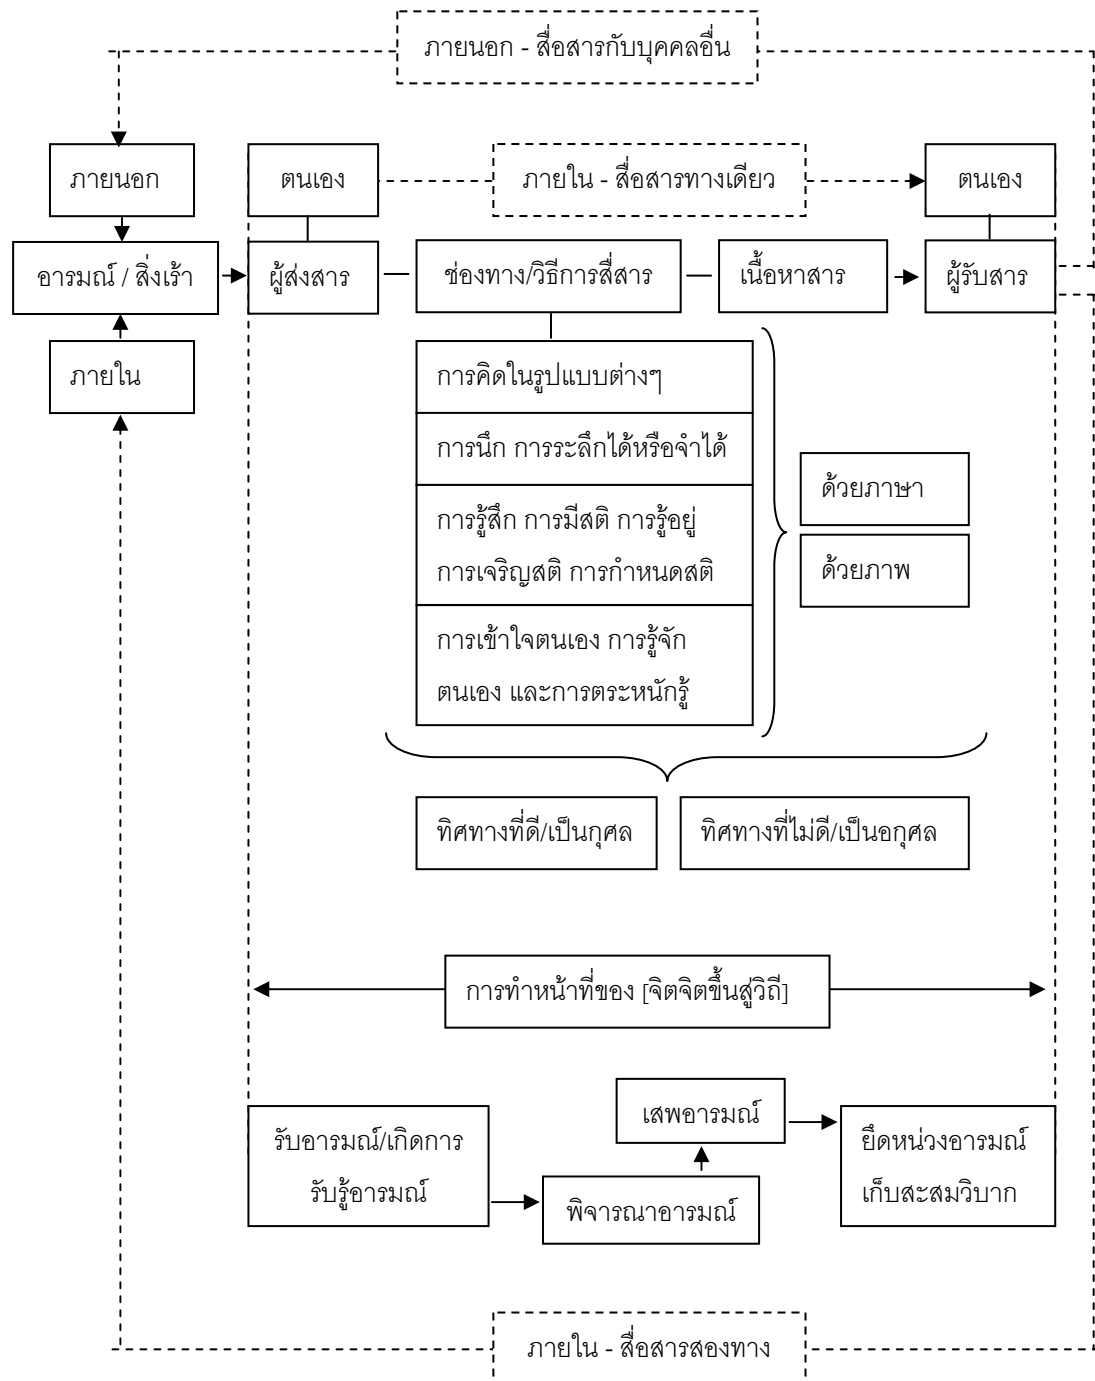 ภายนอก - สื่อสารกับบุคคลอื่น
ภายนอก
ตนเอง
ภายใน - สื่อสารทางเดียว
ตนเอง
อารมณ์ / สิ่งเร้า
ผู้ส่งสาร
ช่องทาง/วิธีการสื่สาร
เนื้อหาสาร
ผู้รับสาร
ภายใน
การคิดในรูปแบบต่างๆ
การนึก การระลึกได้หรือจำได้
การรู้สึก การมีสติ การรู้อยู่
การเจริญสติ การกำหนดสติ
การเข้าใจตนเอง การรู้จัก
ตนเอง และการตระหนักรู้
ด้วยภาษา
ด้วยภาพ
ทิศทางที่ดี/เป็นกุศล
ทิศทางที่ไม่ดี/เป็นอกุศล
การทำหน้าที่ของ [จิตจิตขึ้นสู่วิถี]
รับอารมณ์/เกิดการ
รับรู้อารมณ์
พิจารณาอารมณ์
เสพอารมณ์
ยึดหน่วงอารมณ์
เก็บสะสมวิบาก
ภายใน - สื่อสารสองทาง